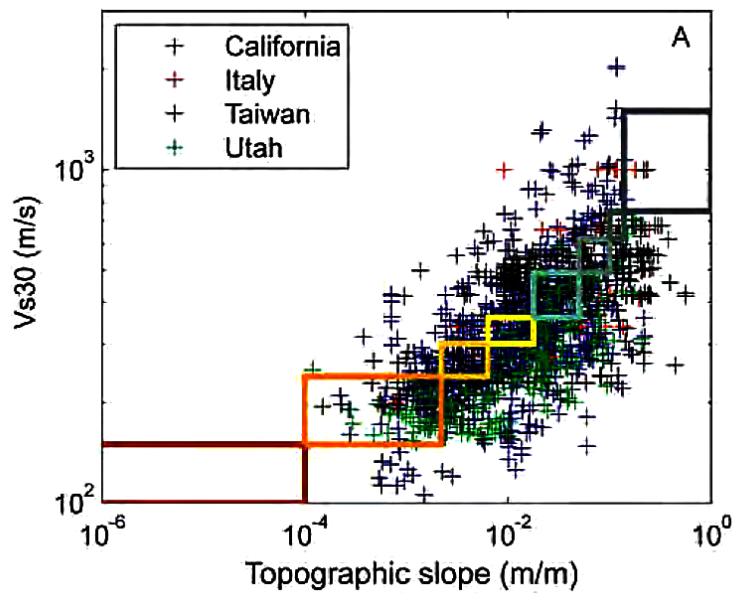 A
California
Italy
Taiwan
Utah
10³
10²
Vs30 (m/s)
10⁻⁶ 10⁻⁴ 10⁻² 10⁰
Topographic slope (m/m)